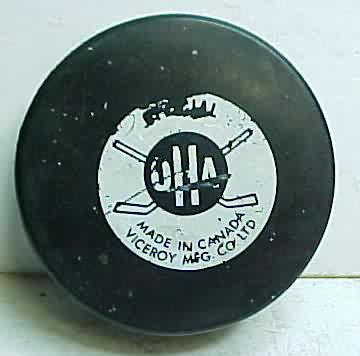 OHA
MADE IN CANADA
VICEROY MFG. CO. LTD